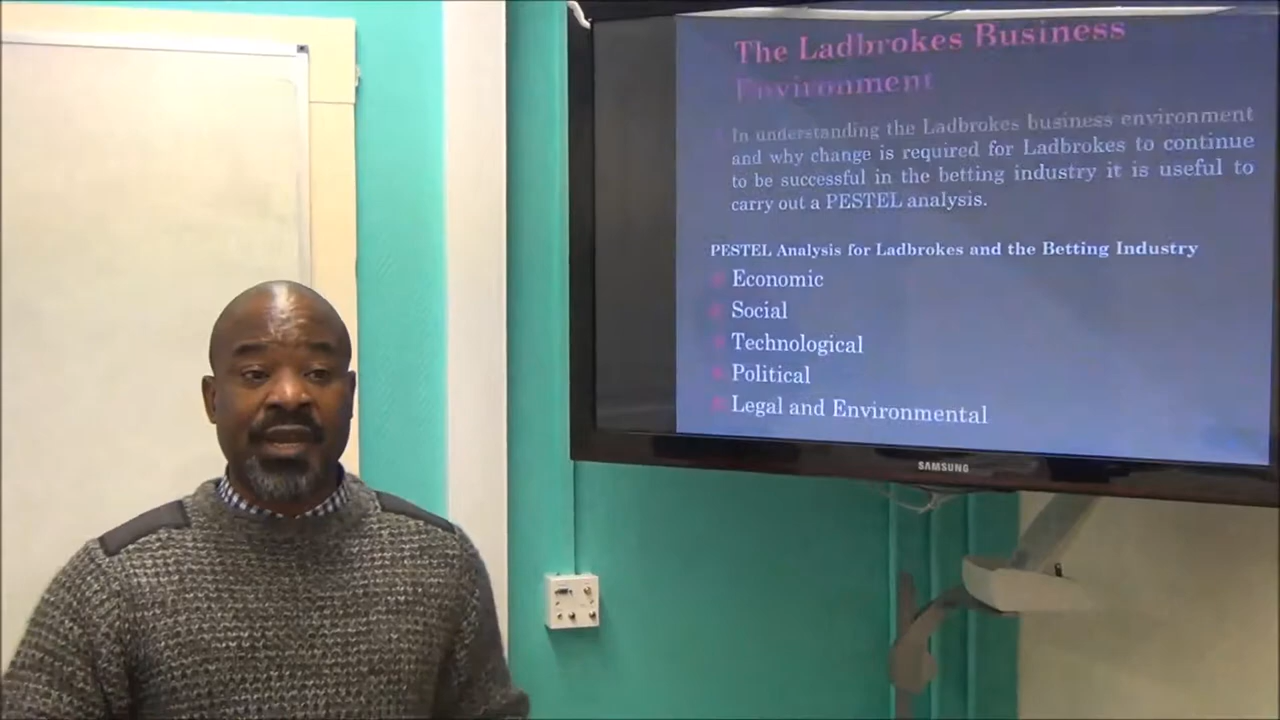 The Ladbrokes Business
Environment
In understanding the Ladbrokes business environment
and why change is required for Ladbrokes to continue
to be successful in the betting industry it is useful to
carry out a PESTEL analysis.
PESTEL Analysis for Ladbrokes and the Betting Industry
Economic
Social
Technological
Political
Legal and Environmental
SAMSUNG